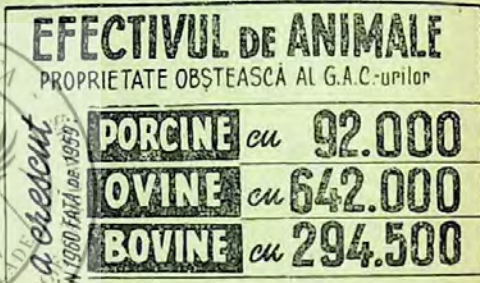 EFECTIVUL DE ANIMALE
PROPRIETATE OBȘTEASCĂ AL G.A.C.-urilor
a crescut
ÎN 1960 FAȚĂ DE 1959:
PORCINE cu 92.000
OVINE cu 642.000
BOVINE cu 294.500